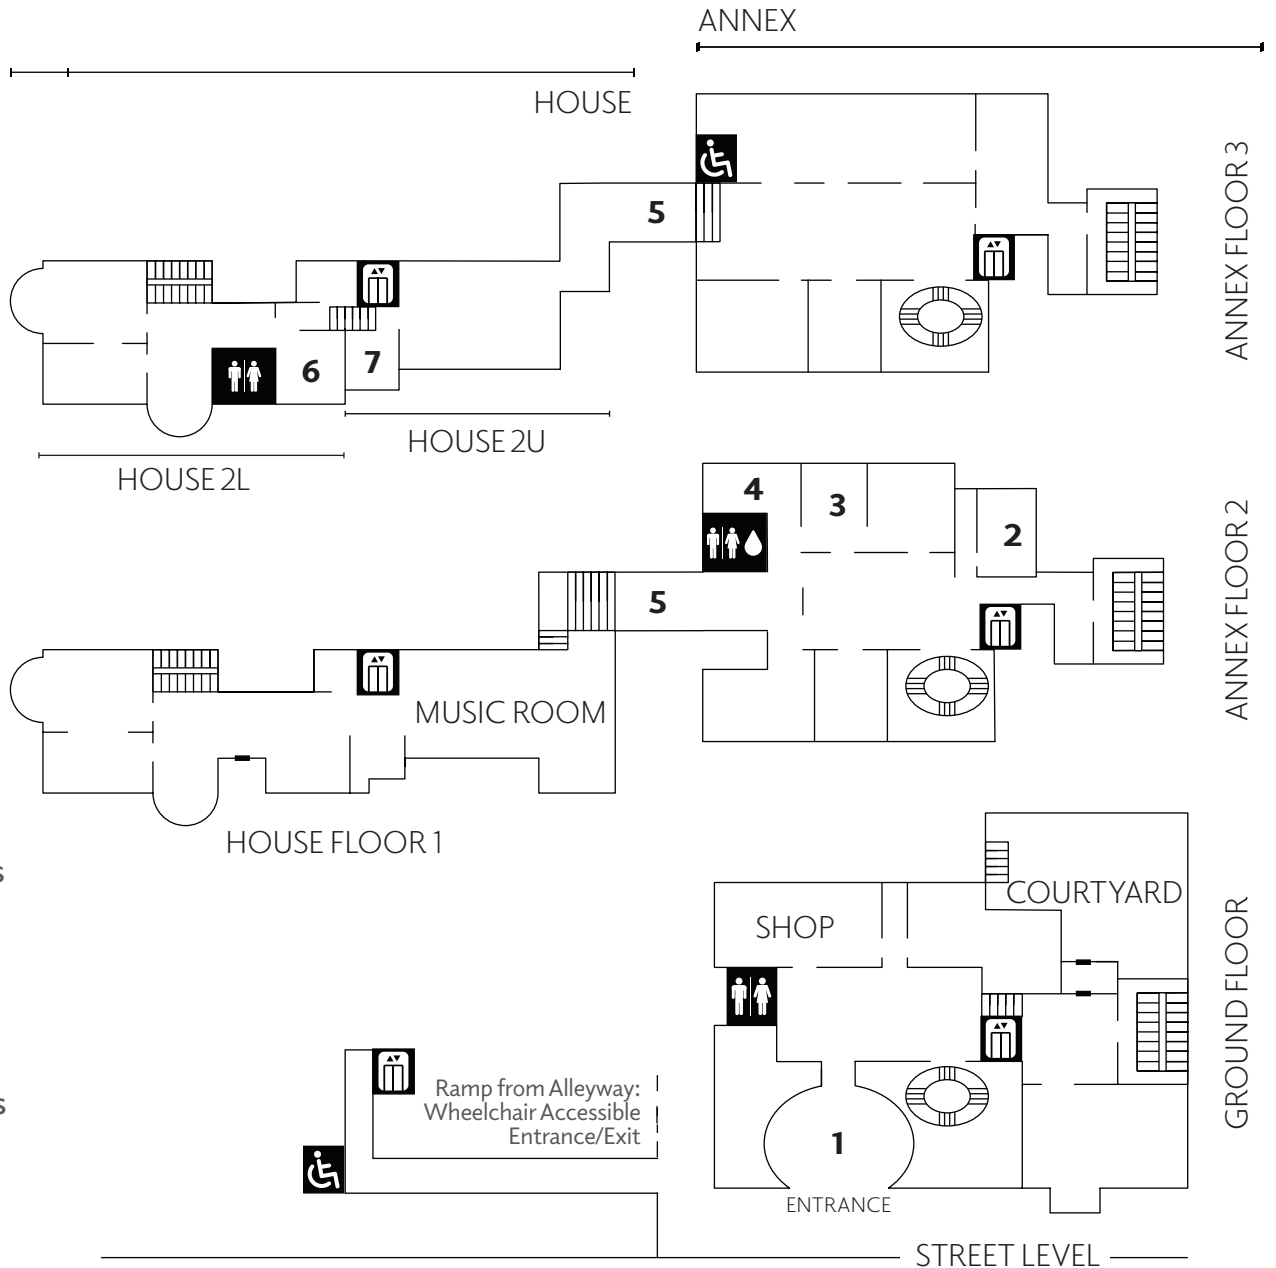 ANNEX
HOUSE
ANNEX FLOOR 3
5
6
7
HOUSE 2U
HOUSE 2L
4
3
2
5
ANNEX FLOOR 2
MUSIC ROOM
HOUSE FLOOR 1
s
COURTYARD
SHOP
GROUND FLOOR
Ramp from Alleyway:
Wheelchair Accessible
Entrance/Exit
s
1
ENTRANCE
STREET LEVEL